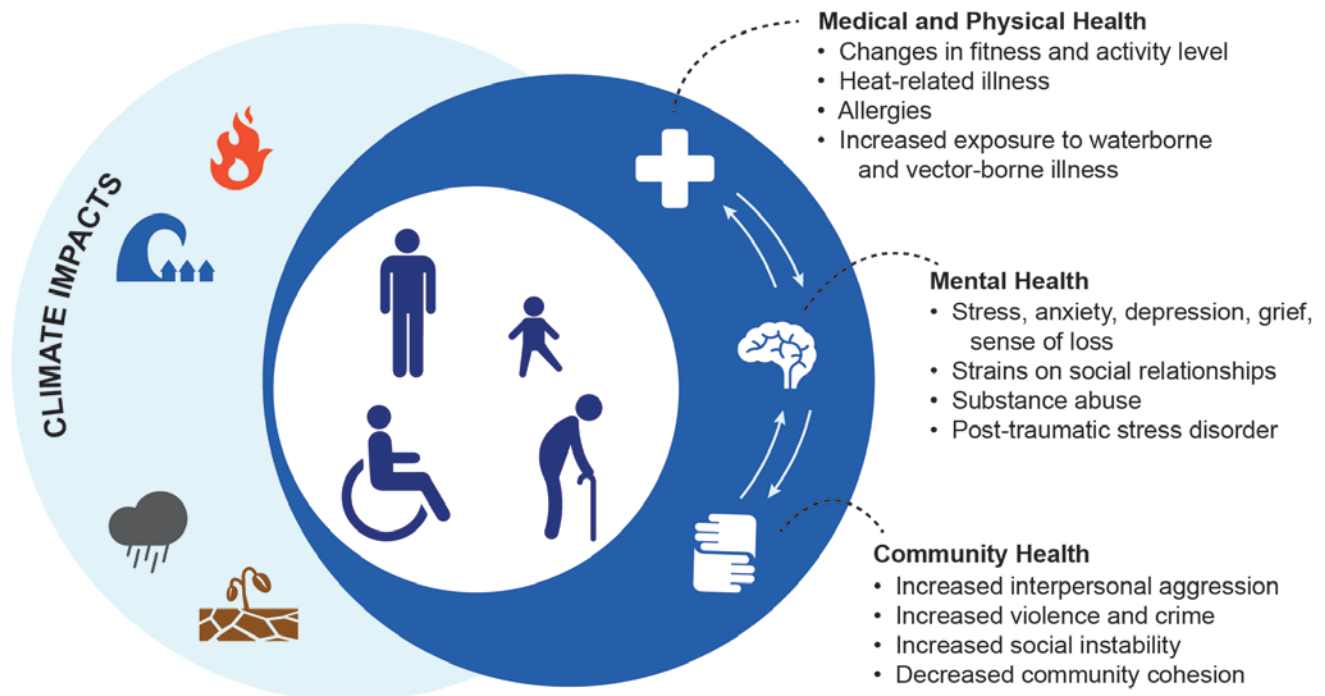 CLIMATE IMPACTS
Medical and Physical Health
• Changes in fitness and activity level
• Heat-related illness
• Allergies
• Increased exposure to waterborne
and vector-borne illness
Mental Health
• Stress, anxiety, depression, grief,
sense of loss
• Strains on social relationships
• Substance abuse
• Post-traumatic stress disorder
Community Health
• Increased interpersonal aggression
• Increased violence and crime
• Increased social instability
• Decreased community cohesion